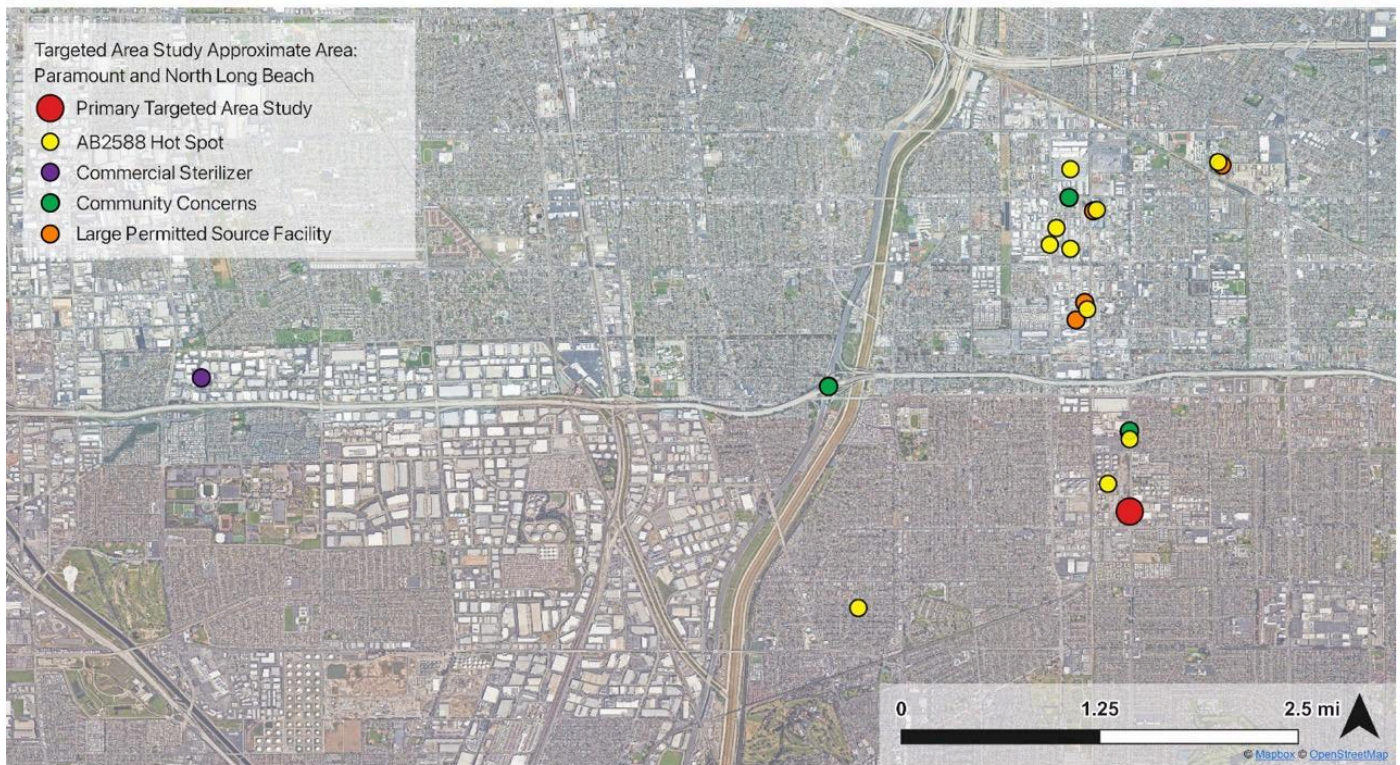 Targeted Area Study Approximate Area:
Paramount and North Long Beach
Primary Targeted Area Study
AB2588 Hot Spot
Commercial Sterilizer
Community Concerns
Large Permitted Source Facility
0 1.25 2.5 mi
© Mapbox © OpenStreetMap